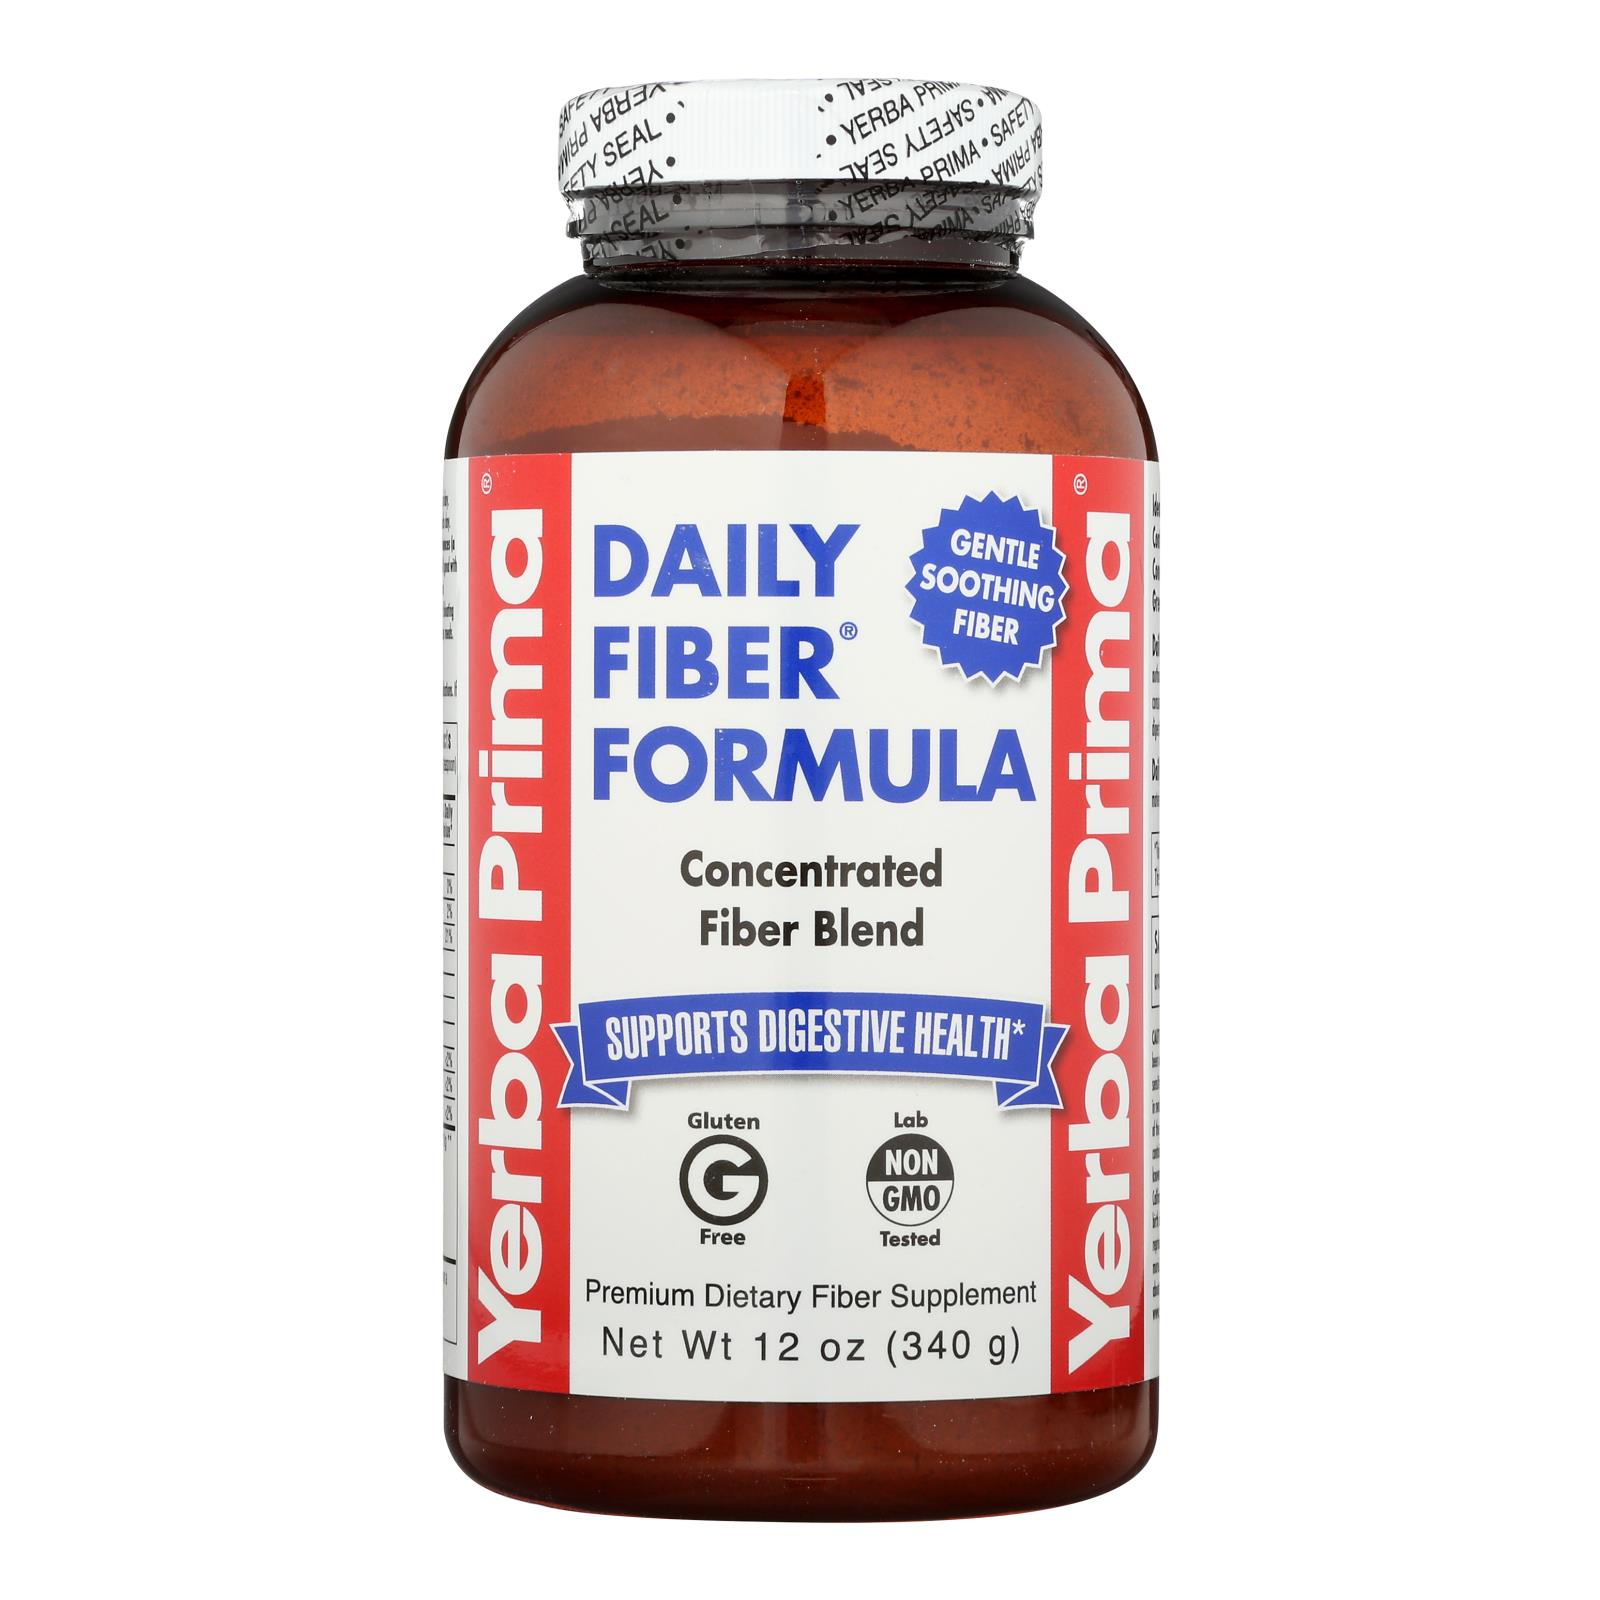 YERBA PRIMA
SAFETY SEAL
Yerba Prima®
DAILY
FIBER®
FORMULA
GENTLE
SOOTHING
FIBER
Concentrated
Fiber Blend
SUPPORTS DIGESTIVE HEALTH*
Gluten
G
Free
Lab
NON
GMO
Tested
Premium Dietary Fiber Supplement
Net Wt 12 oz (340 g)
Yerba Prima®